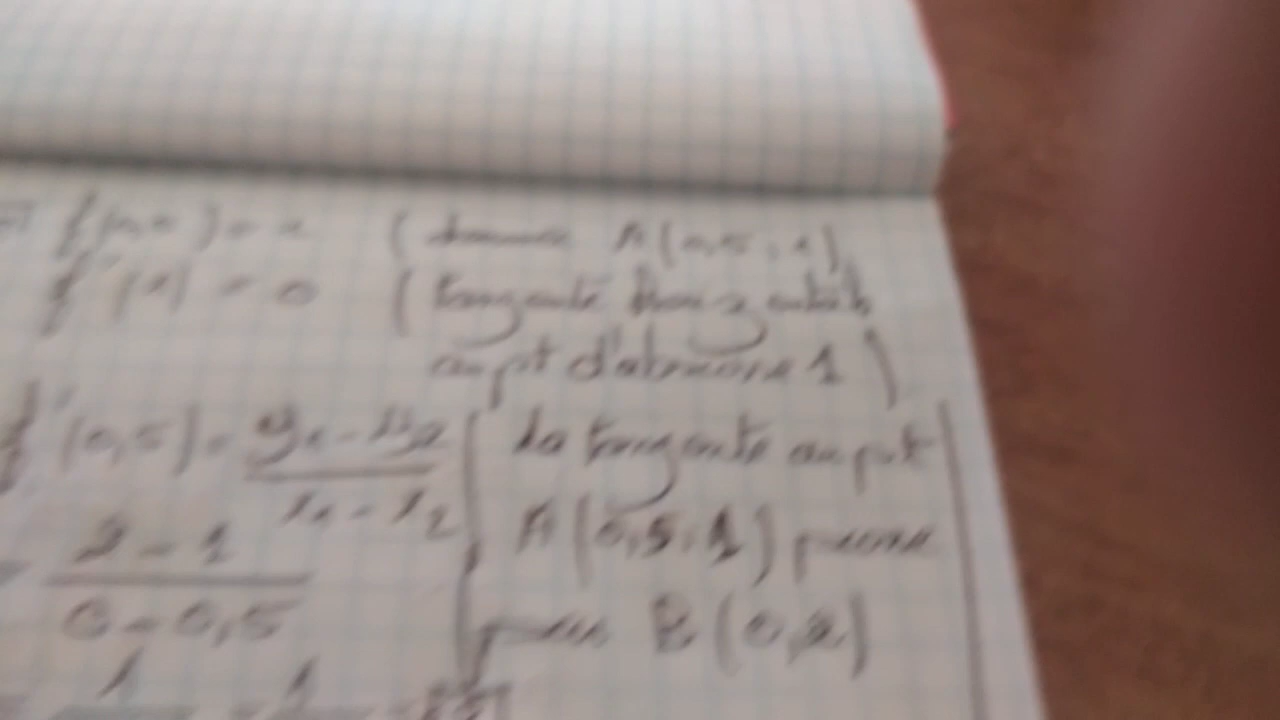 f(0,5) = 1 ( donne A(0,5 ; 1)
f'(1) = 0 ( tangente horizontale
au pt d'abscisse 1 )
f'(0,5) = (y1 - y2) / (x1 - x2) La tangente au pt
= (2 - 1) / (0 - 0,5) A(0,5 ; 1) passe
par B(0,2)